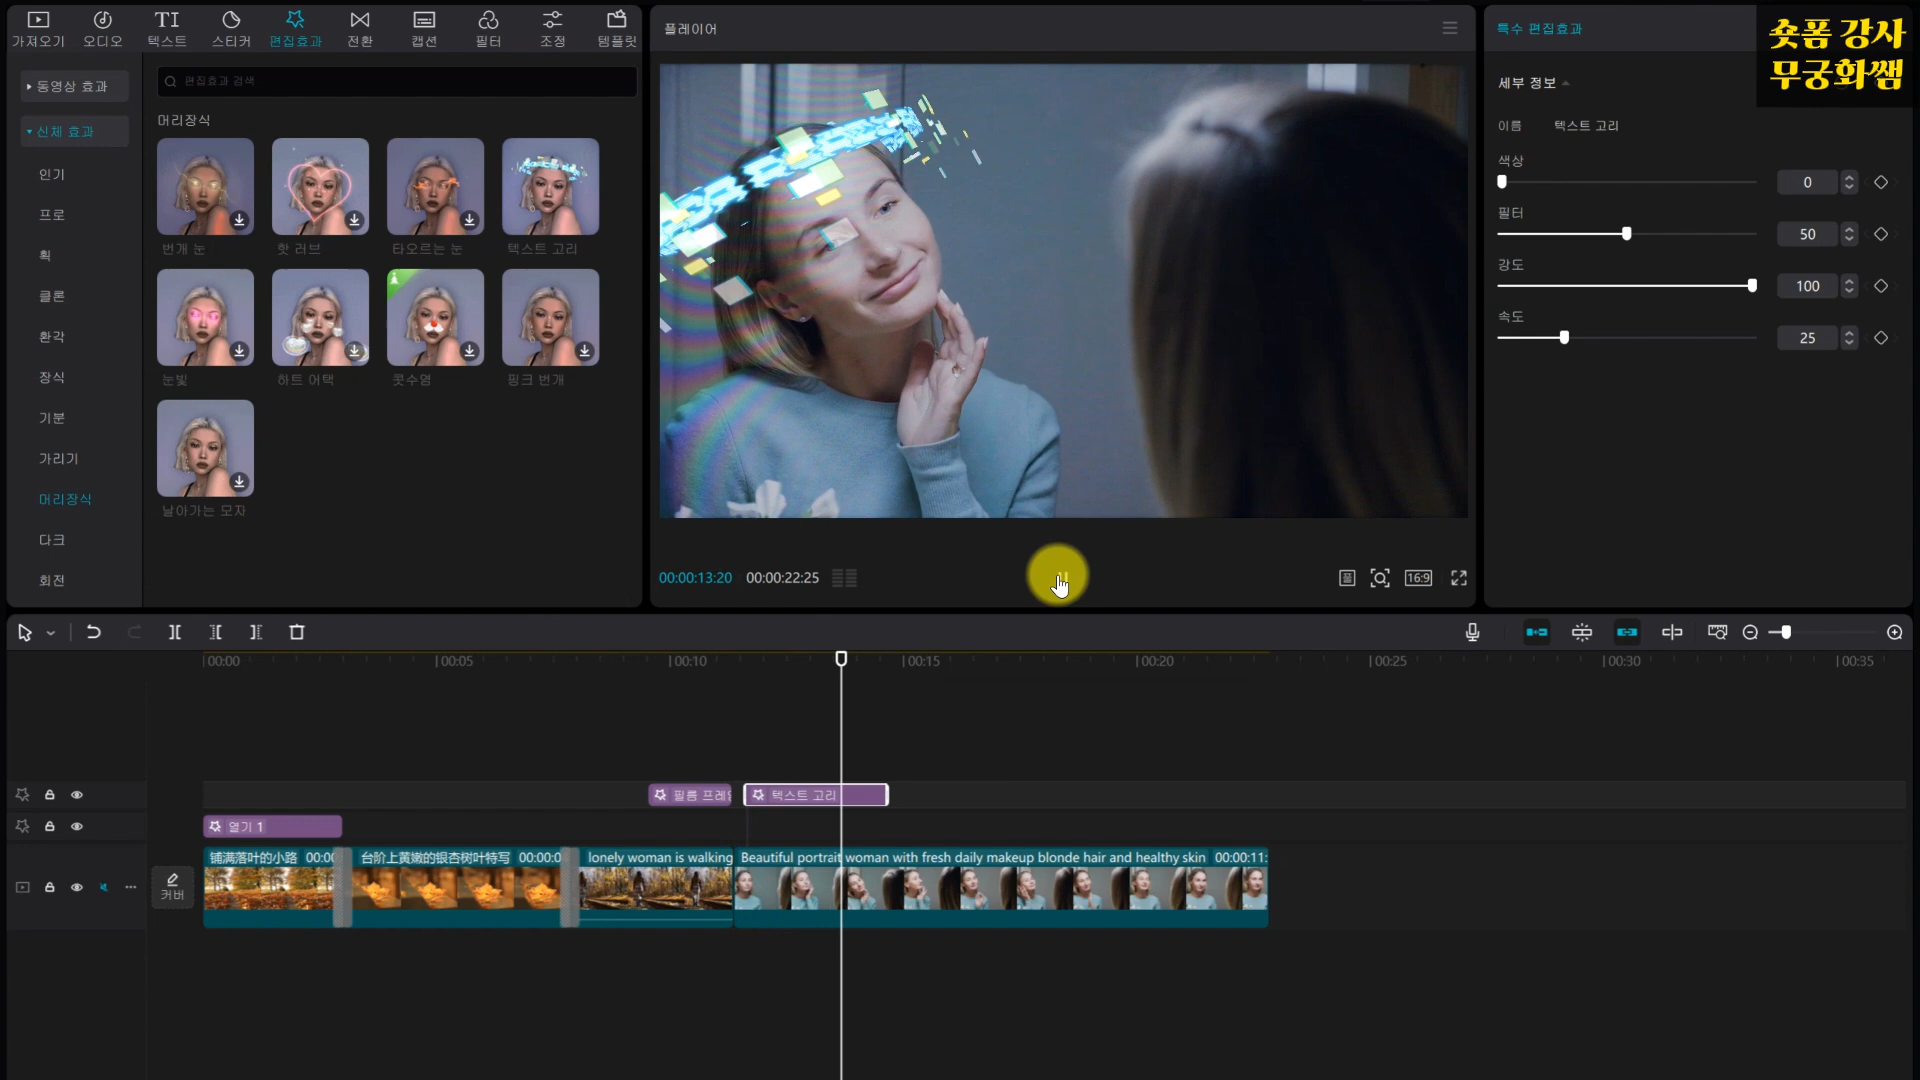 가져오기
오디오
TI
텍스트
스티커
편집효과
전환
캡션
필터
조정
템플릿
플레이어
특수 편집효과
숏폼 강사
무궁화쌤
동영상 효과
신체 효과
인기
프로
획
클론
환각
장식
기분
가리기
머리장식
다크
회전
편집효과 검색
머리장식
번개 눈
핫 러브
타오르는 눈
텍스트 고리
눈빛
하트 어택
콧수염
핑크 번개
날아가는 모자
세부 정보
이름 텍스트 고리
색상
0
필터
50
강도
100
속도
25
00:00:13:20 00:00:22:25
풀
16:9
00:00 00:05 00:10 00:15 00:20 00:25 00:30 00:35
필름 프레임
텍스트 고리
열기 1
커버
铺满落叶的小路 00:00
台阶上黄嫩的银杏树叶特写 00:00:0
lonely woman is walking
Beautiful portrait woman with fresh daily makeup blonde hair and healthy skin 00:00:11: